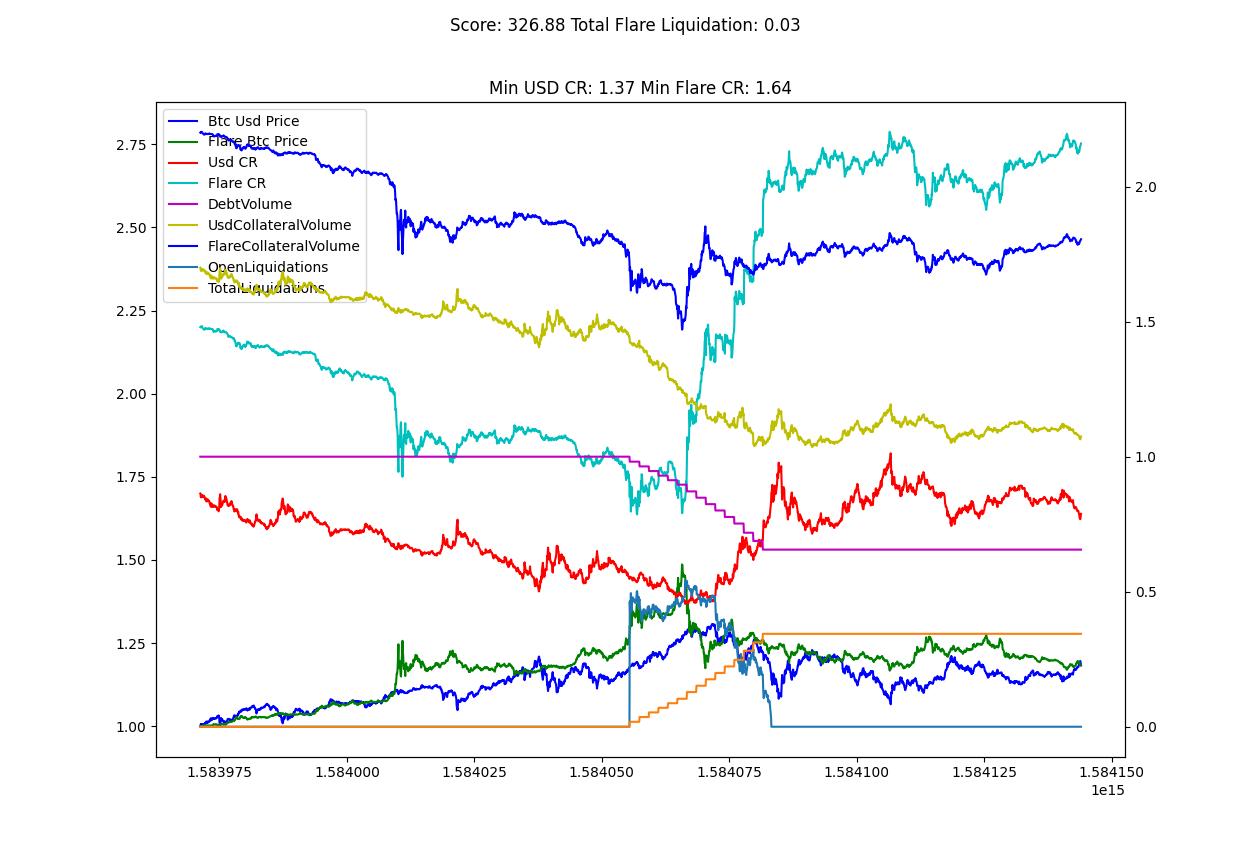 Score: 326.88 Total Flare Liquidation: 0.03
Min USD CR: 1.37 Min Flare CR: 1.64
Btc Usd Price
Flare Btc Price
Usd CR
Flare CR
DebtVolume
UsdCollateralVolume
FlareCollateralVolume
OpenLiquidations
TotalLiquidations
2.75
2.50
2.25
2.00
1.75
1.50
1.25
1.00
2.0
1.5
1.0
0.5
0.0
1.583975 1.584000 1.584025 1.584050 1.584075 1.584100 1.584125 1.584150
1e15